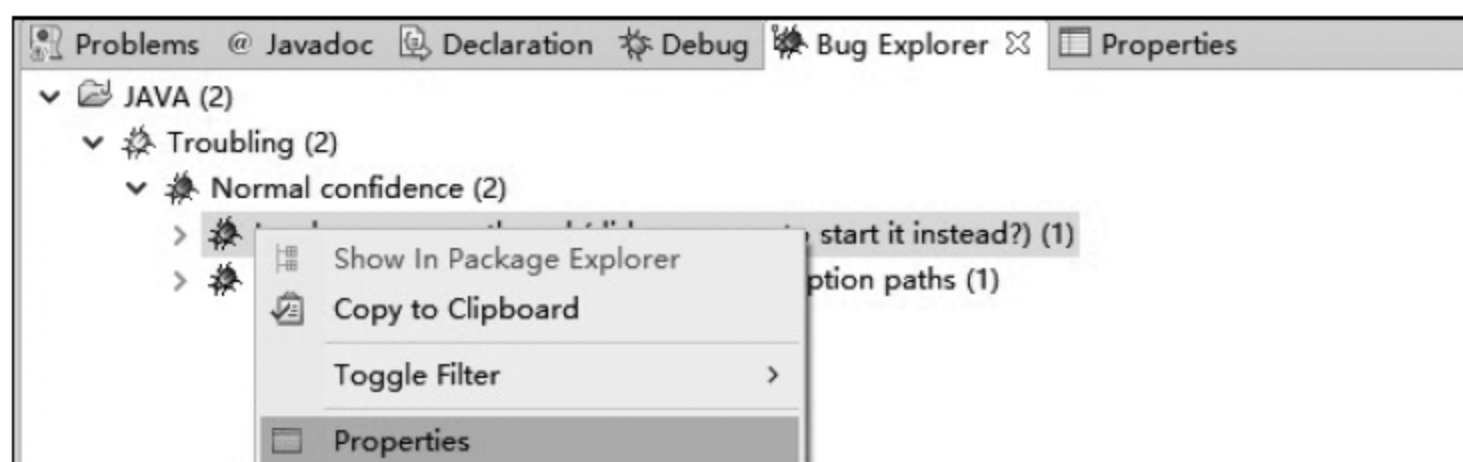 Problems @ Javadoc Declaration Debug Bug Explorer Properties
JAVA (2)
Troubling (2)
Normal confidence (2)
start it instead?) (1)
ption paths (1)
Show In Package Explorer
Copy to Clipboard
Toggle Filter
Properties